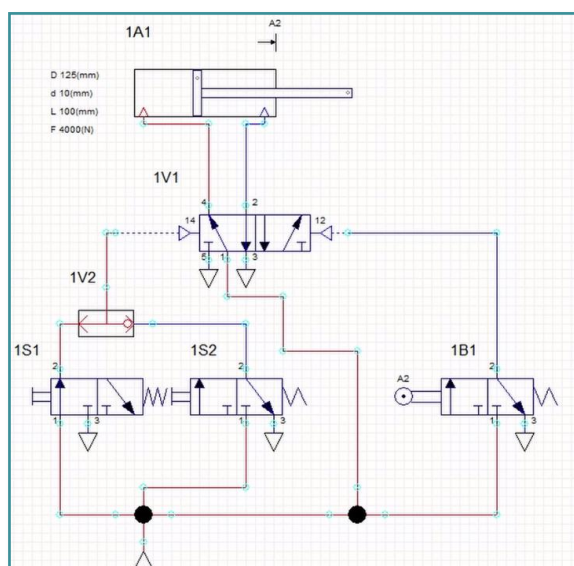 1A1
A2
D 125(mm)
d 10(mm)
L 100(mm)
F 4000(N)
1V1
4 2
14 12
5 1 3
1V2
1S1 1S2 1B1
2 2 A2 2
1 3 1 3 1 3